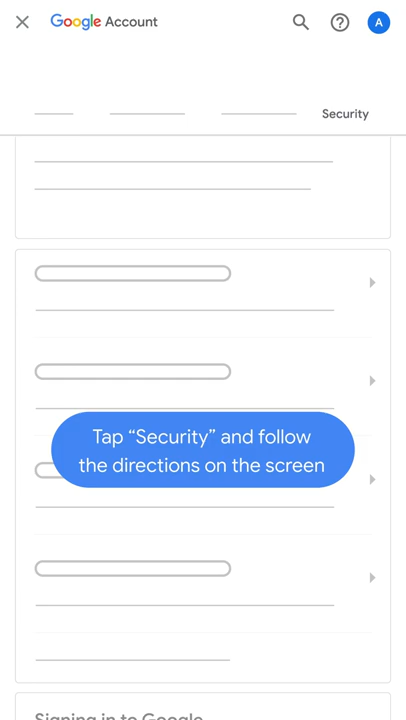 Google Account
A
Security
Tap “Security” and follow
the directions on the screen
Signing in to Google